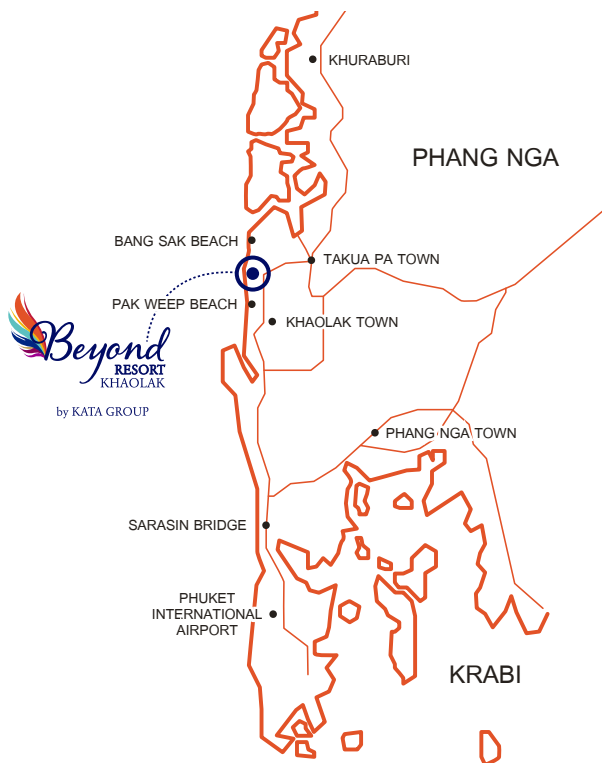 KHURABURI
PHANG NGA
BANG SAK BEACH
TAKUA PA TOWN
PAK WEEP BEACH
KHAOLAK TOWN
Beyond
RESORT
KHAOLAK
by KATA GROUP
PHANG NGA TOWN
SARASIN BRIDGE
PHUKET
INTERNATIONAL
AIRPORT
KRABI